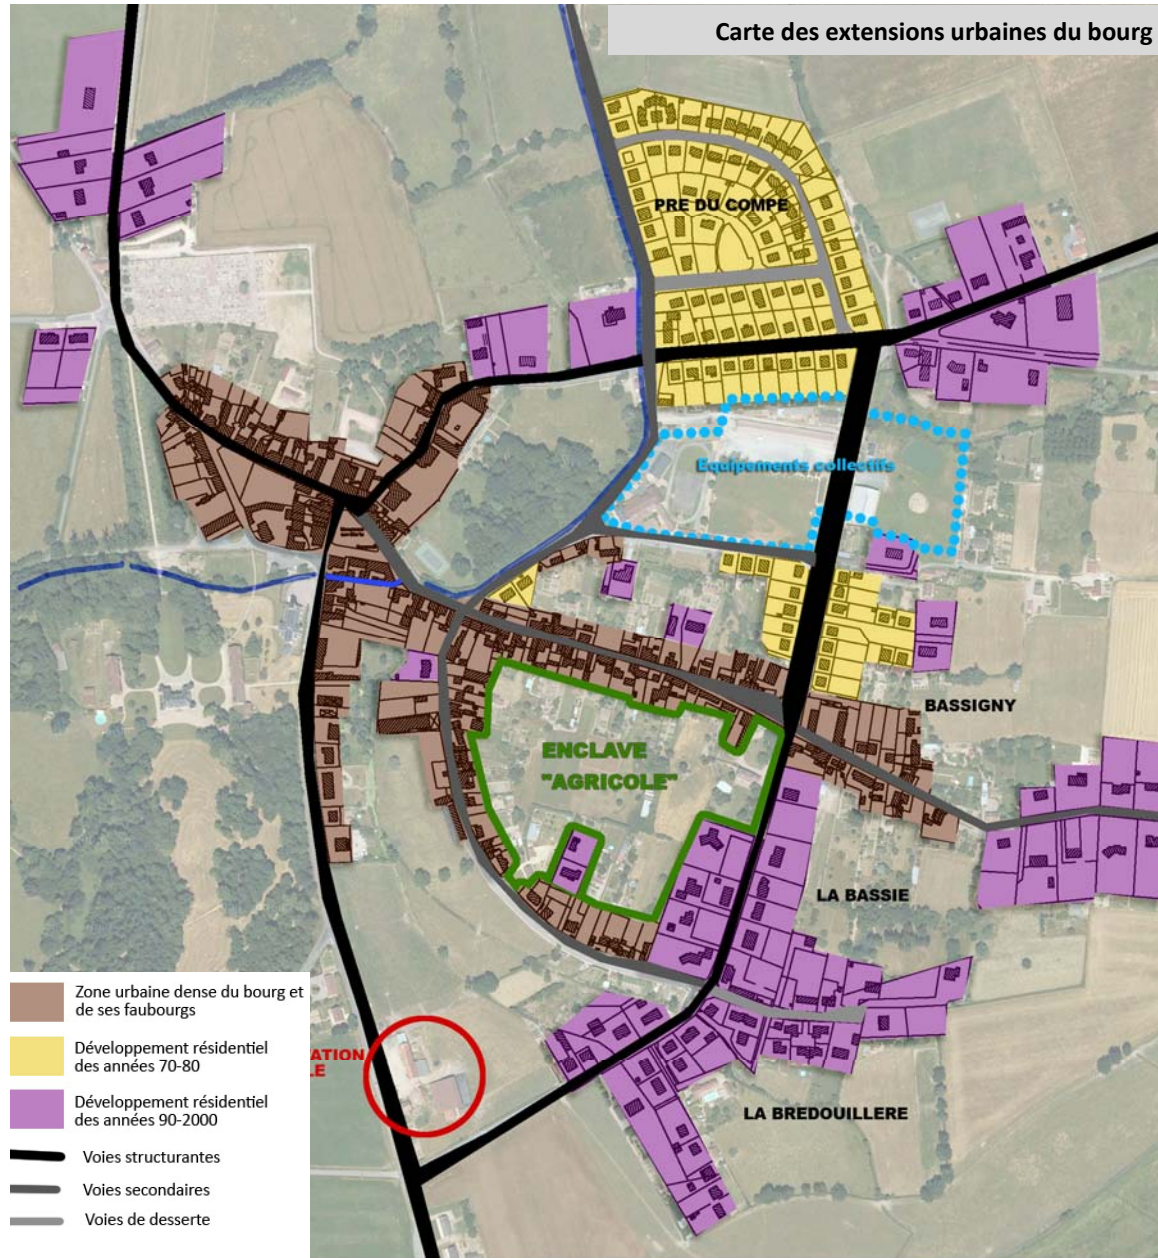 Carte des extensions urbaines du bourg
PRE DU COMPE
Equipements collectifs
BASSIGNY
ENCLAVE
"AGRICOLE"
LA BASSIE
LA BREDOUILLERE
Zone urbaine dense du bourg et
de ses faubourgs
Développement résidentiel
des années 70-80
Développement résidentiel
des années 90-2000
Voies structurantes
Voies secondaires
Voies de desserte